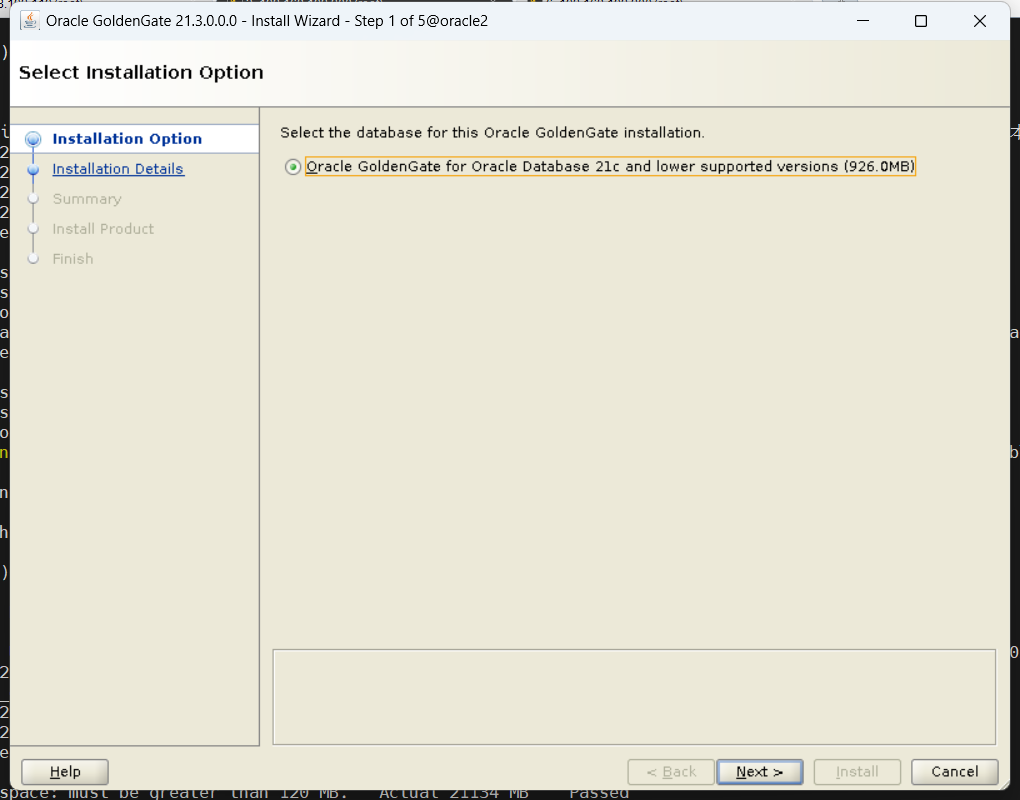 Oracle GoldenGate 21.3.0.0.0 - Install Wizard - Step 1 of 5@oracle2
Select Installation Option
Installation Option
Installation Details
Summary
Install Product
Finish
Select the database for this Oracle GoldenGate installation.
Oracle GoldenGate for Oracle Database 21c and lower supported versions (926.0MB)
Help
< Back
Next >
Install
Cancel
space: must be greater than 120 MB.   Actual 21134 MB    Passed